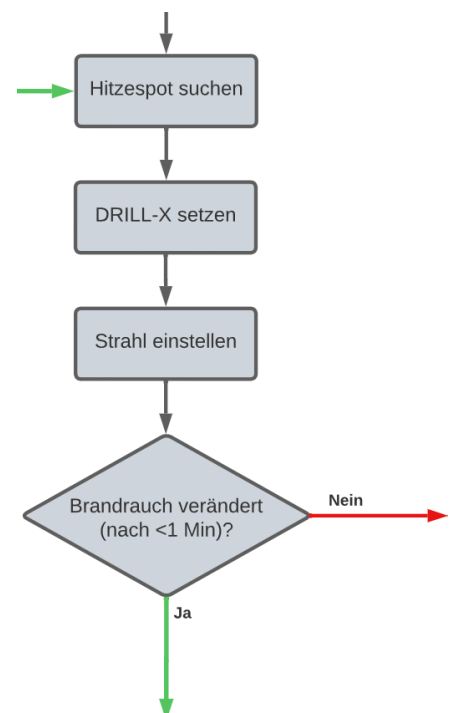 Hitzespot suchen
DRILL-X setzen
Strahl einstellen
Brandrauch verändert
(nach <1 Min)?
Nein
Ja